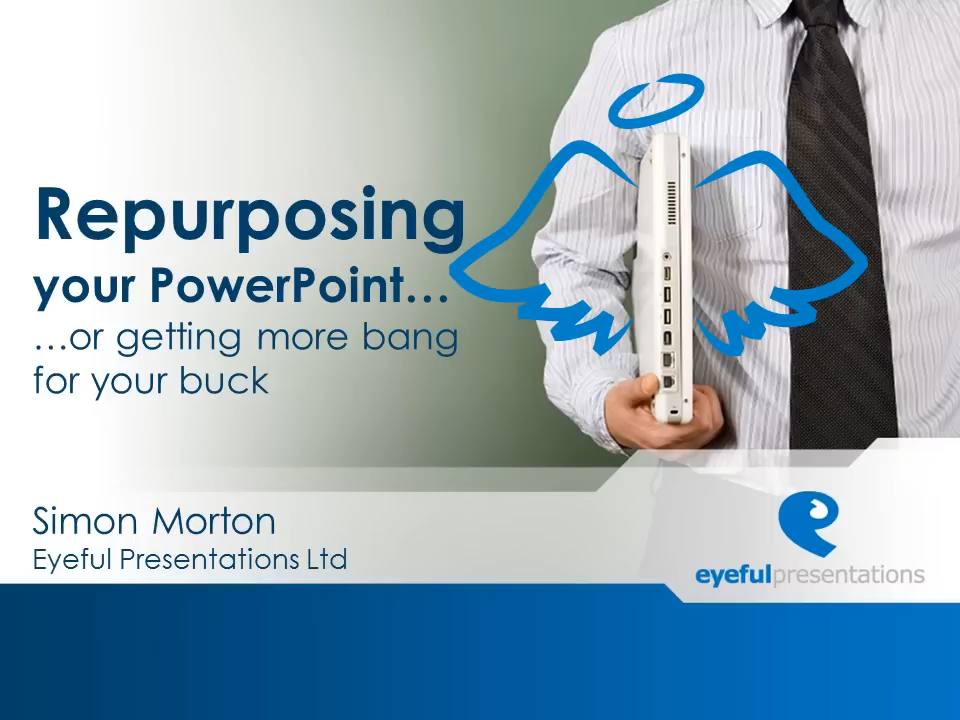 Repurposing
your PowerPoint…
…or getting more bang
for your buck
Simon Morton
Eyeful Presentations Ltd
eyefulpresentations